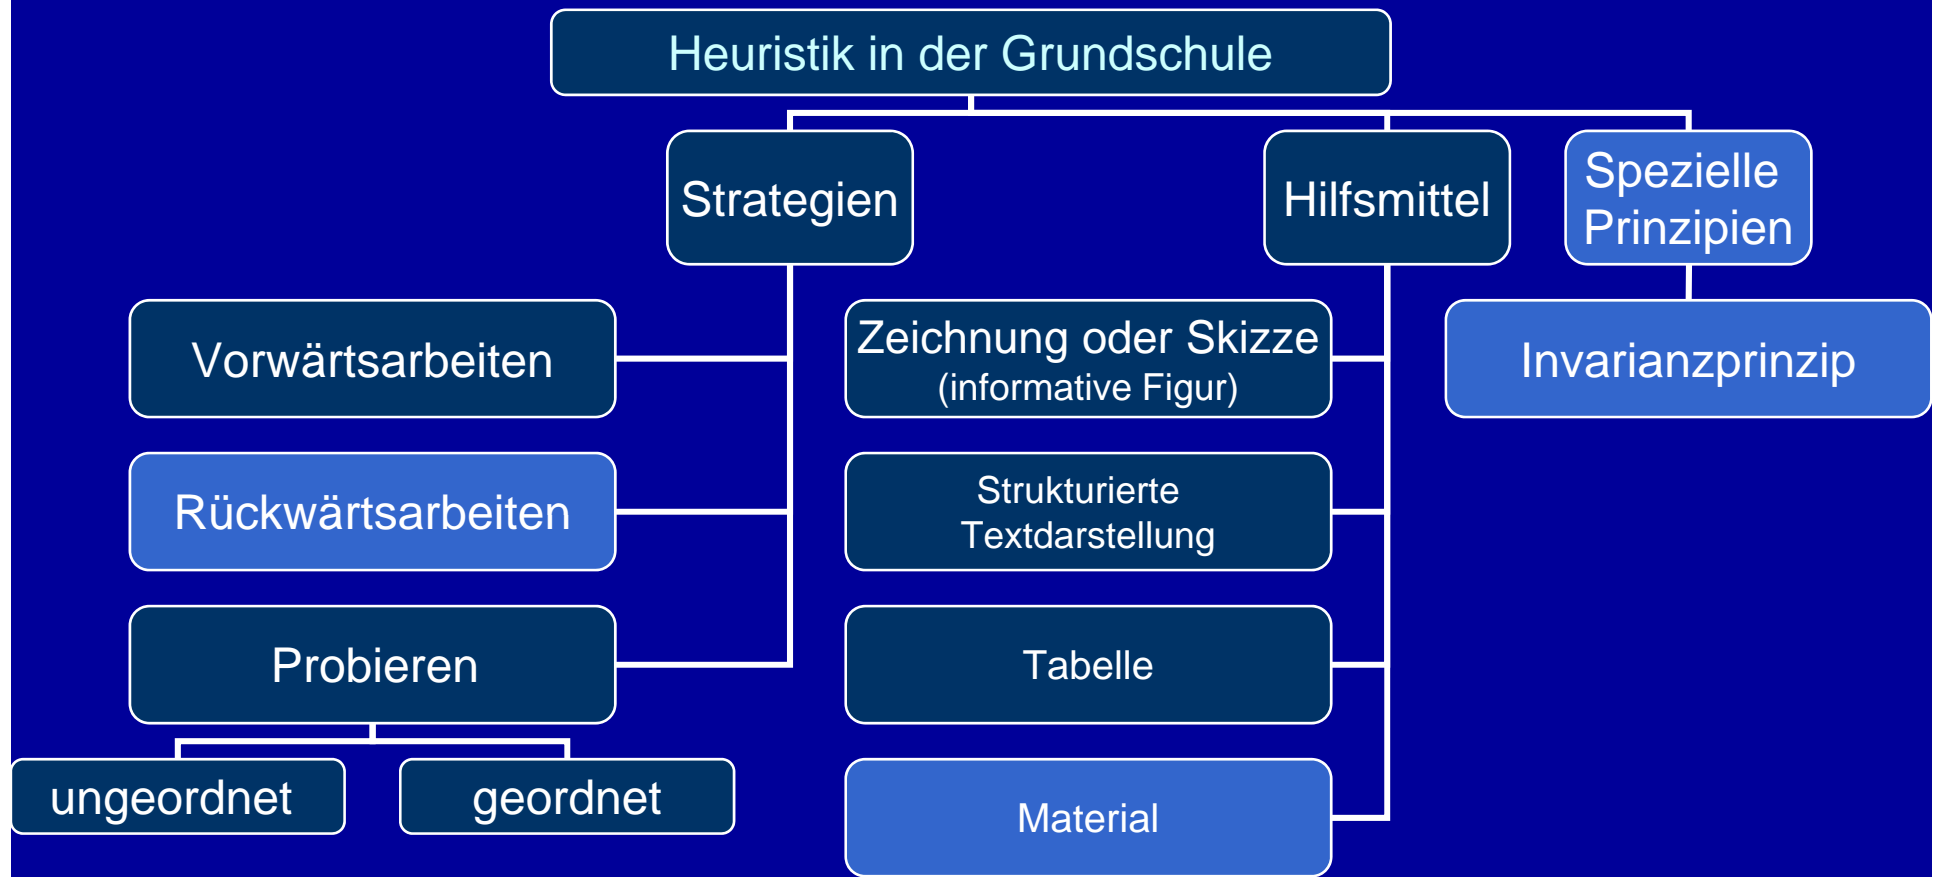 Heuristik in der Grundschule
Strategien
Hilfsmittel
Spezielle
Prinzipien
Vorwärtsarbeiten
Zeichnung oder Skizze
(informative Figur)
Invarianzprinzip
Rückwärtsarbeiten
Strukturierte
Textdarstellung
Probieren
Tabelle
ungeordnet
geordnet
Material